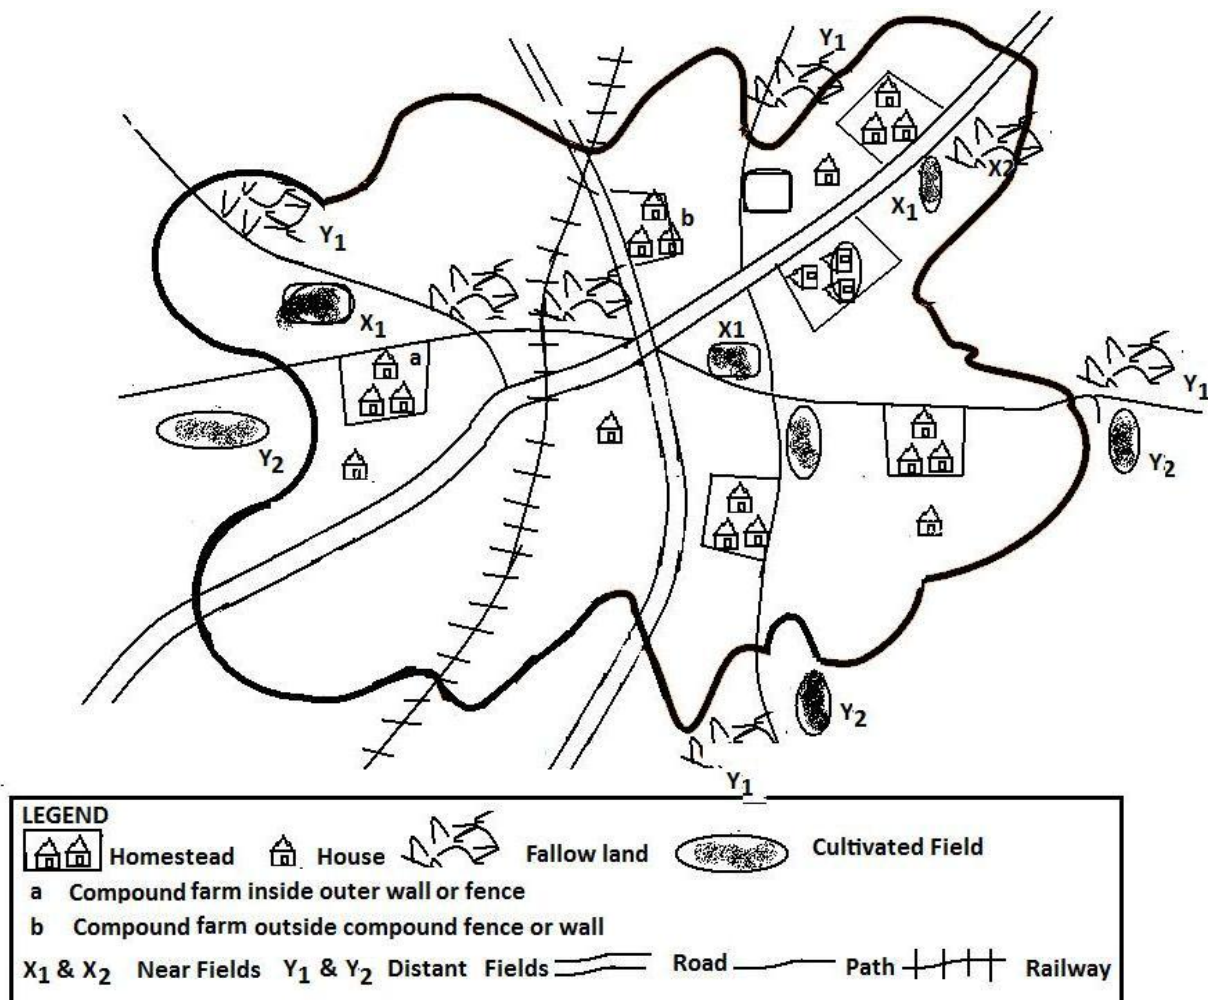 Y1
X2
X1
b
Y1
X1
X1
a
Y1
Y2
Y2
Y2
Y1
LEGEND
Homestead House Fallow land Cultivated Field
a Compound farm inside outer wall or fence
b Compound farm outside compound fence or wall
X1 & X2 Near Fields Y1 & Y2 Distant Fields Road Path Railway